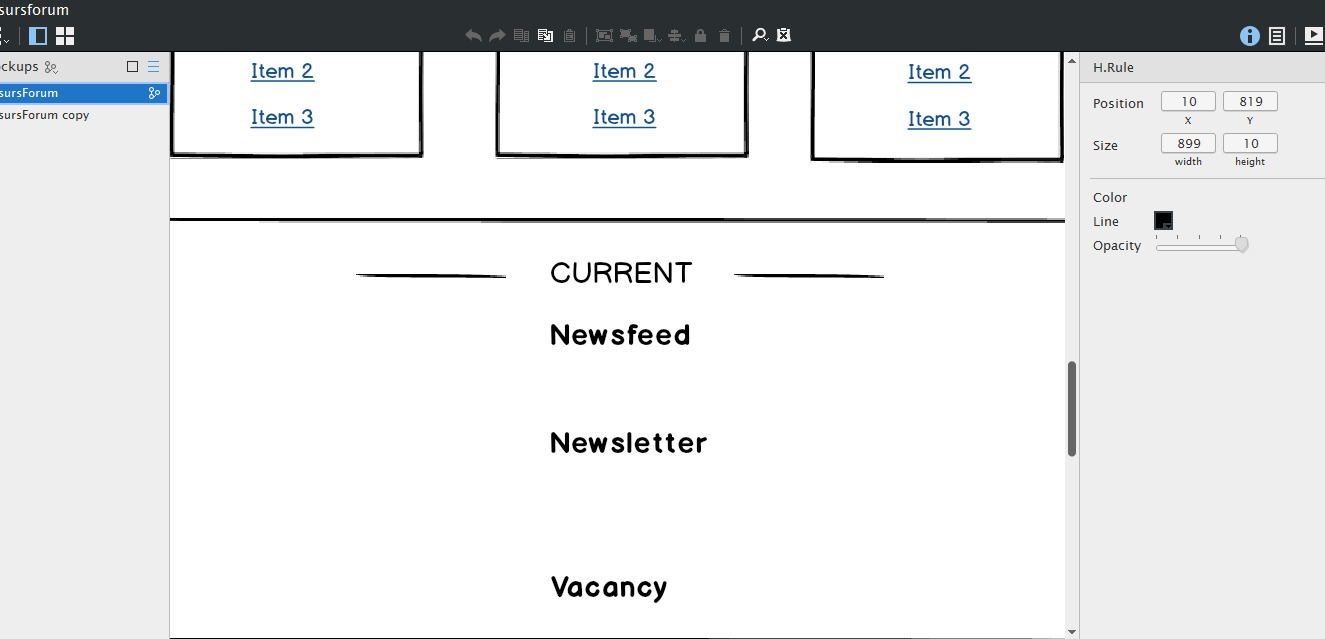 sursforum
ckups
sursForum
sursForum copy
Item 2 Item 2 Item 2
Item 3 Item 3 Item 3
CURRENT
Newsfeed
Newsletter
Vacancy
H.Rule
Position 10 819
X Y
Size 899 10
width height
Color
Line
Opacity